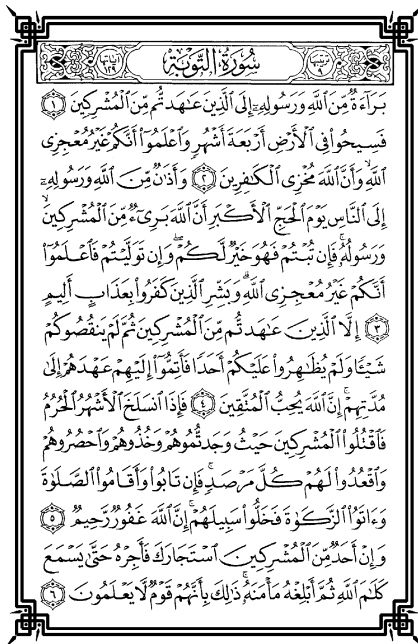 ترتيبها ٩ سُورَةُ التَّوْبَةِ آياتها ١٢٩
بَرَآءَةٌ مِّنَ ٱللَّهِ وَرَسُولِهِۦٓ إِلَى ٱلَّذِينَ عَٰهَدتُّم مِّنَ ٱلْمُشْرِكِينَ ١
فَسِيحُوا۟ فِى ٱلْأَرْضِ أَرْبَعَةَ أَشْهُرٍ وَٱعْلَمُوٓا۟ أَنَّكُمْ غَيْرُ مُعْجِزِى
ٱللَّهِ ۙ وَأَنَّ ٱللَّهَ مُخْزِى ٱلْكَٰفِرِينَ ٢ وَأَذَٰنٌ مِّنَ ٱللَّهِ وَرَسُولِهِۦٓ
إِلَى ٱلنَّاسِ يَوْمَ ٱلْحَجِّ ٱلْأَكْبَرِ أَنَّ ٱللَّهَ بَرِىٓءٌ مِّنَ ٱلْمُشْرِكِينَ ۙ
وَرَسُولُهُۥ ۚ فَإِن تُبْتُمْ فَهُوَ خَيْرٌ لَّكُمْ ۖ وَإِن تَوَلَّيْتُمْ فَٱعْلَمُوٓا۟
أَنَّكُمْ غَيْرُ مُعْجِزِى ٱللَّهِ ۗ وَبَشِّرِ ٱلَّذِينَ كَفَرُوا۟ بِعَذَابٍ أَلِيمٍ
٣ إِلَّا ٱلَّذِينَ عَٰهَدتُّم مِّنَ ٱلْمُشْرِكِينَ ثُمَّ لَمْ يَنقُصُوكُمْ
شَيْـًٔا وَلَمْ يُظَٰهِرُوا۟ عَلَيْكُمْ أَحَدًا فَأَتِمُّوٓا۟ إِلَيْهِمْ عَهْدَهُمْ إِلَىٰ
مُدَّتِهِمْ ۚ إِنَّ ٱللَّهَ يُحِبُّ ٱلْمُتَّقِينَ ٤ فَإِذَا ٱنسَلَخَ ٱلْأَشْهُرُ ٱلْحُرُمُ
فَٱقْتُلُوا۟ ٱلْمُشْرِكِينَ حَيْثُ وَجَدتُّمُوهُمْ وَخُذُوهُمْ وَٱحْصُرُوهُمْ
وَٱقْعُدُوا۟ لَهُمْ كُلَّ مَرْصَدٍ ۚ فَإِن تَابُوا۟ وَأَقَامُوا۟ ٱلصَّلَوٰةَ
وَءَاتَوُا۟ ٱلزَّكَوٰةَ فَخَلُّوا۟ سَبِيلَهُمْ ۚ إِنَّ ٱللَّهَ غَفُورٌ رَّحِيمٌ ٥
وَإِنْ أَحَدٌ مِّنَ ٱلْمُشْرِكِينَ ٱسْتَجَارَكَ فَأَجِرْهُ حَتَّىٰ يَسْمَعَ
كَلَٰمَ ٱللَّهِ ثُمَّ أَبْلِغْهُ مَأْمَنَهُۥ ۚ ذَٰلِكَ بِأَنَّهُمْ قَوْمٌ لَّا يَعْلَمُونَ ٦